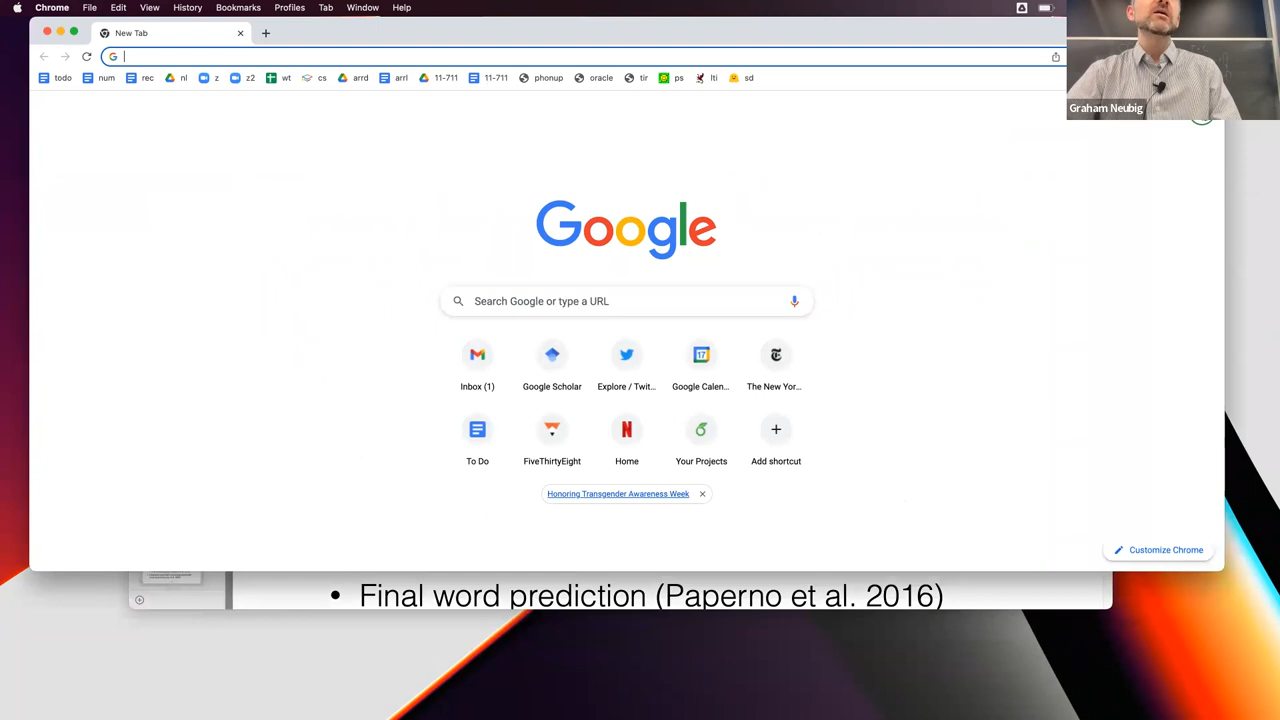 Chrome File Edit View History Bookmarks Profiles Tab Window Help
New Tab
todo num rec nl z z2 wt cs arrd arrl 11-711 11-711 phonup oracle tir ps lti sd
Graham Neubig
Google
Search Google or type a URL
Inbox (1) Google Scholar Explore / Twit... Google Calen... The New Yor...
To Do FiveThirtyEight Home Your Projects Add shortcut
Honoring Transgender Awareness Week
Customize Chrome
• Final word prediction (Paperno et al. 2016)